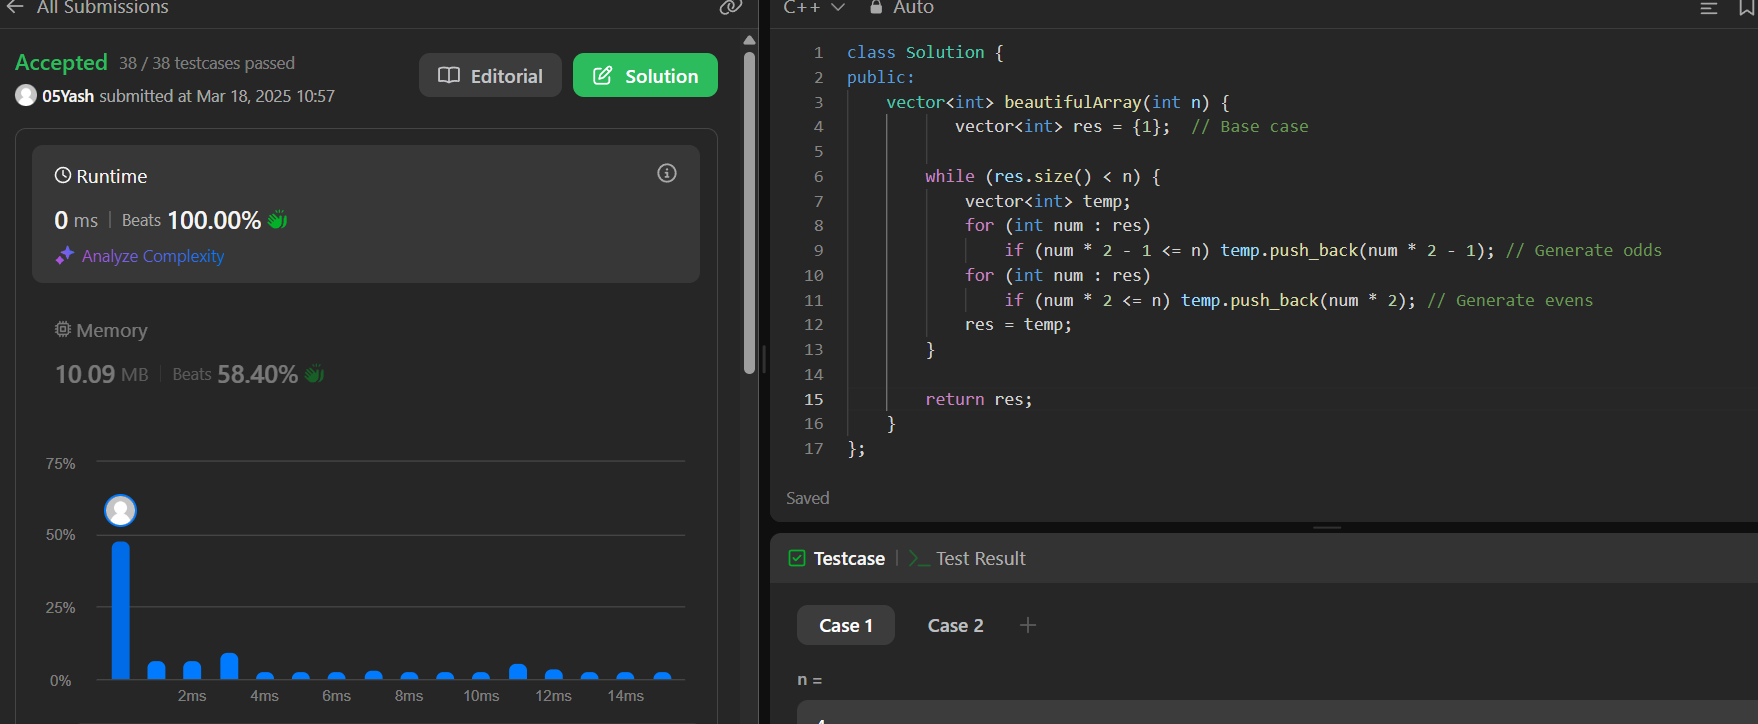 All Submissions
Accepted 38 / 38 testcases passed
05Yash submitted at Mar 18, 2025 10:57
Editorial
Solution
Runtime
0 ms | Beats 100.00%
Analyze Complexity
Memory
10.09 MB | Beats 58.40%
75%
50%
25%
0%
2ms 4ms 6ms 8ms 10ms 12ms 14ms
C++ Auto
1 class Solution {
2 public:
3     vector<int> beautifulArray(int n) {
4            vector<int> res = {1};  // Base case
5
6         while (res.size() < n) {
7             vector<int> temp;
8             for (int num : res)
9                 if (num * 2 - 1 <= n) temp.push_back(num * 2 - 1); // Generate odds
10             for (int num : res)
11                 if (num * 2 <= n) temp.push_back(num * 2); // Generate evens
12             res = temp;
13         }
14
15         return res;
16     }
17 };
Saved
Testcase | >_ Test Result
Case 1 Case 2 +
n =